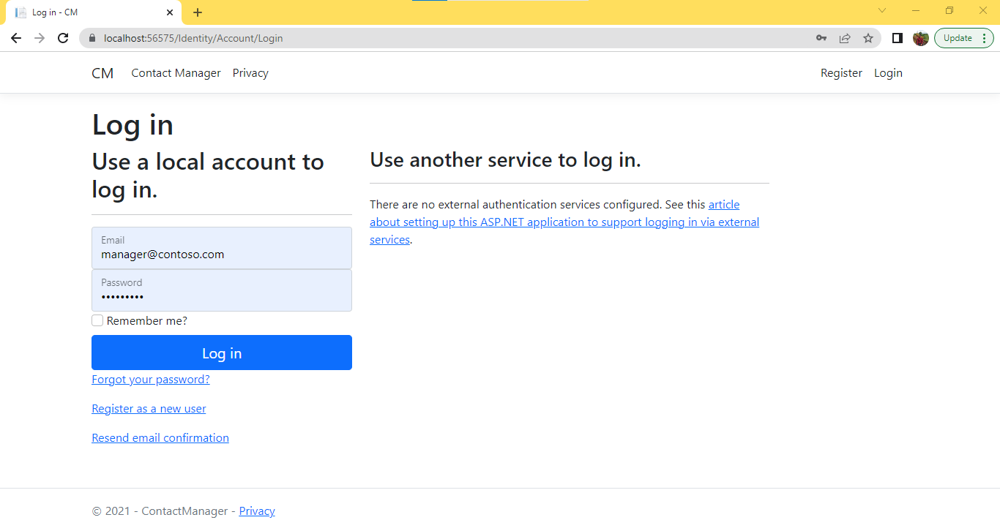 Log in - CM
localhost:56575/Identity/Account/Login
Update
CM Contact Manager Privacy Register Login
Log in
Use a local account to
log in.
Email
manager@contoso.com
Password
•••••••••
Remember me?
Log in
Forgot your password?
Register as a new user
Resend email confirmation
Use another service to log in.
There are no external authentication services configured. See this article
about setting up this ASP.NET application to support logging in via external
services.
© 2021 - ContactManager - Privacy